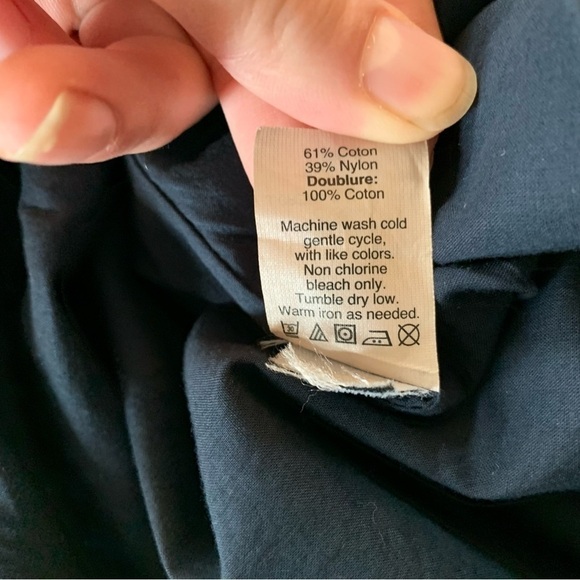 61% Coton
39% Nylon
Doublure:
100% Coton
Machine wash cold
gentle cycle,
with like colors.
Non chlorine
bleach only.
Tumble dry low.
Warm iron as needed.